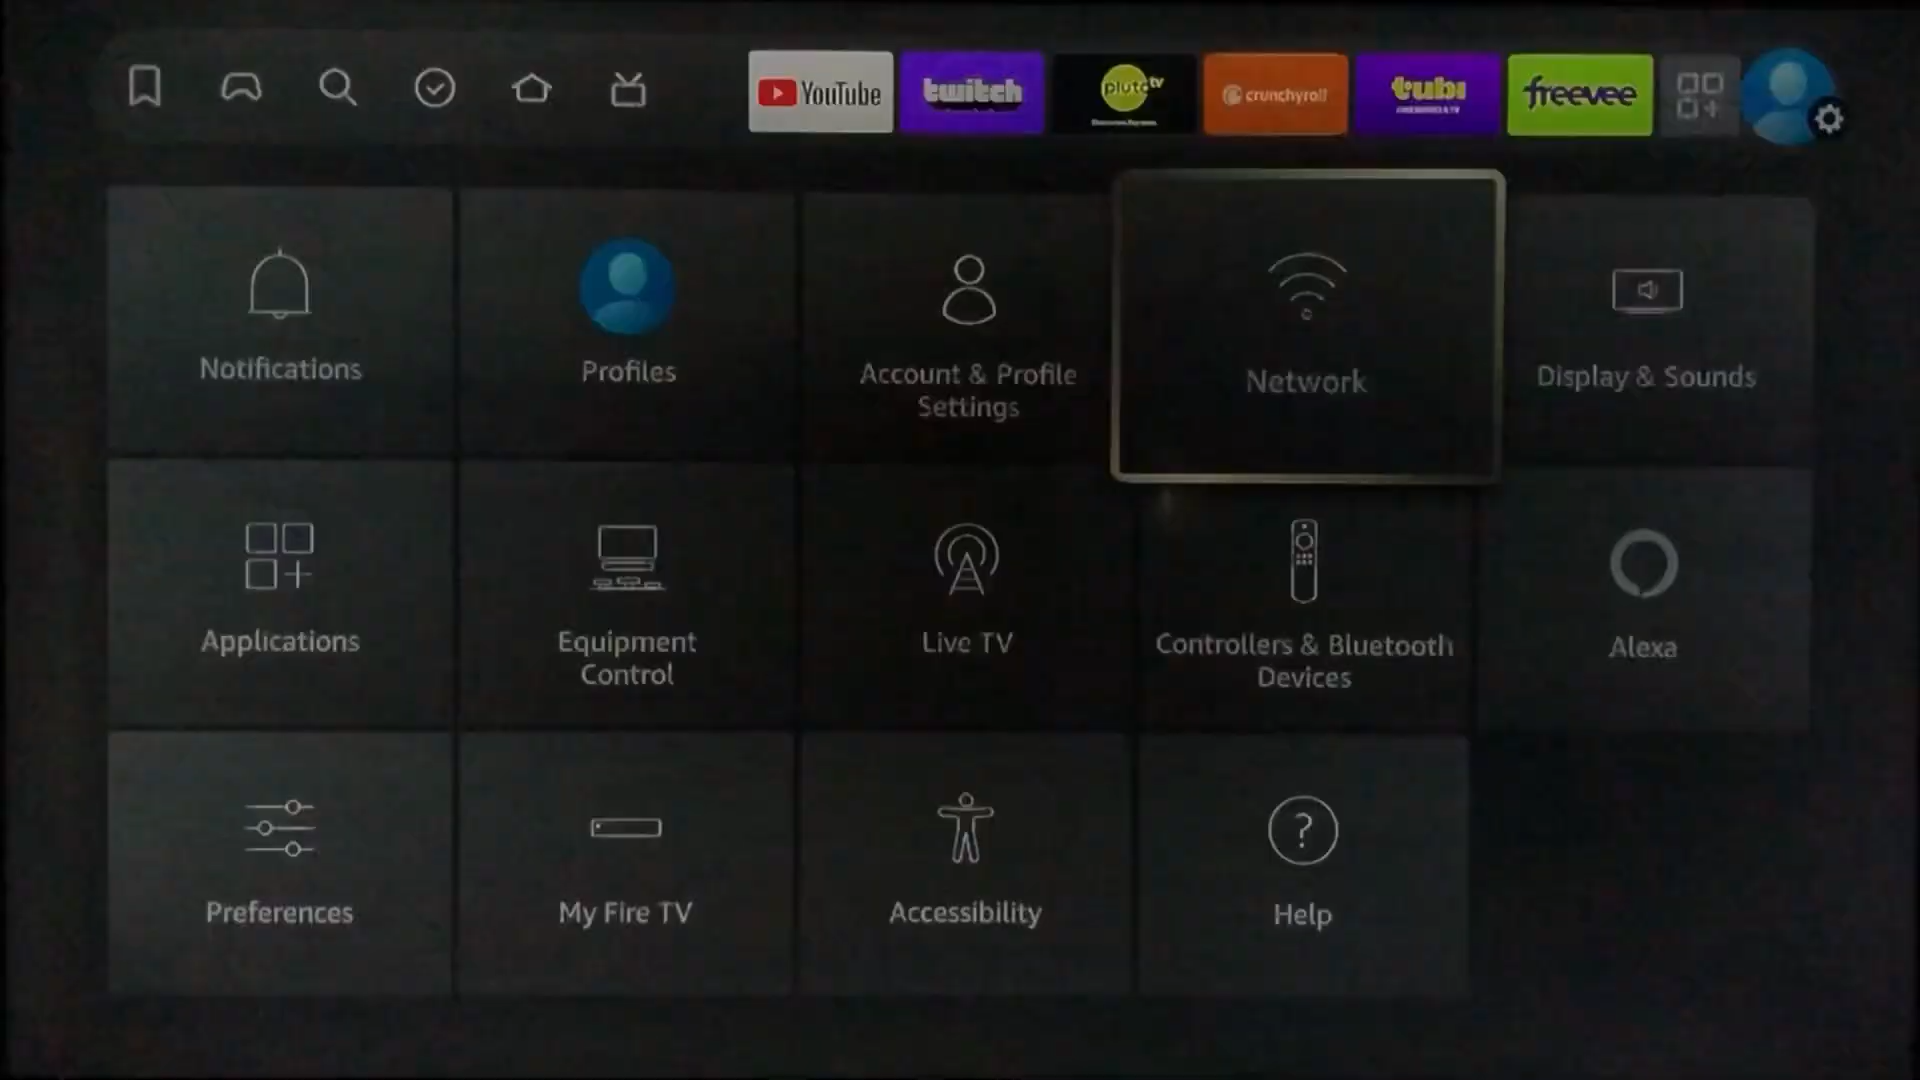 YouTube
twitch
pluto tv
crunchyroll
tubi
freevee
Notifications
Profiles
Account & Profile
Settings
Network
Display & Sounds
Applications
Equipment
Control
Live TV
Controllers & Bluetooth
Devices
Alexa
Preferences
My Fire TV
Accessibility
Help
?